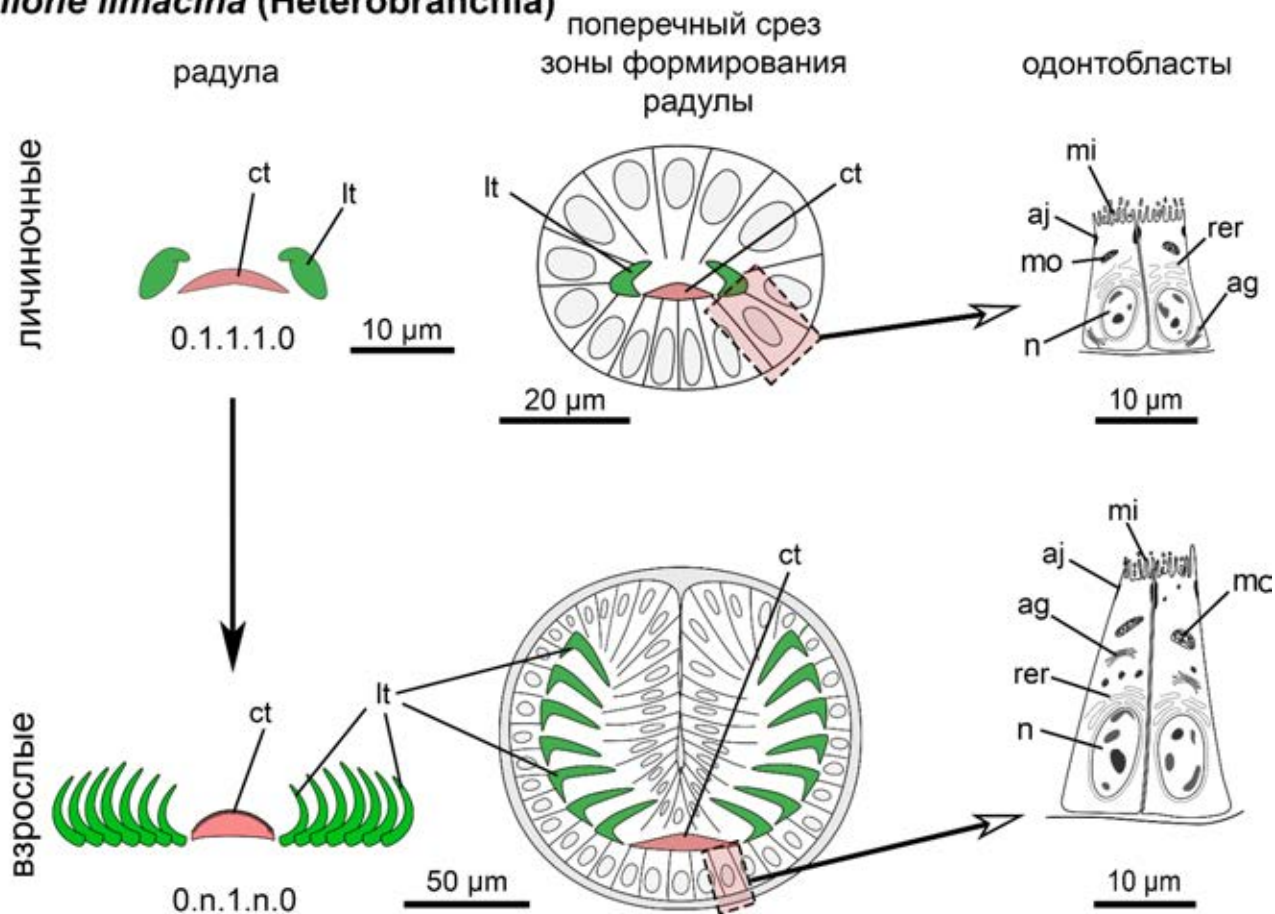 limacina (Heterobranchia)
радула
поперечный срез
зоны формирования
радулы
одонтобласты
личиночные
ct
lt
0.1.1.1.0
10 µm
lt
ct
20 µm
mi
aj
mo
n
rer
ag
10 µm
взрослые
ct
lt
0.n.1.n.0
50 µm
ct
mi
aj
ag
rer
n
10 µm